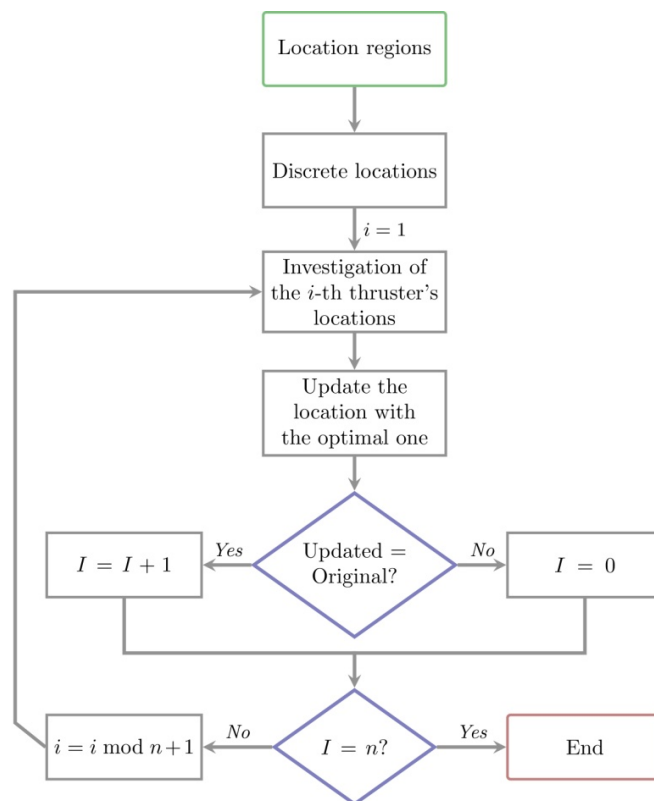 Location regions
Discrete locations
i = 1
Investigation of
the i-th thruster's
locations
Update the
location with
the optimal one
Updated =
Original?
Yes
No
I = I + 1
I = 0
I = n?
No
Yes
i = i mod n+1
End